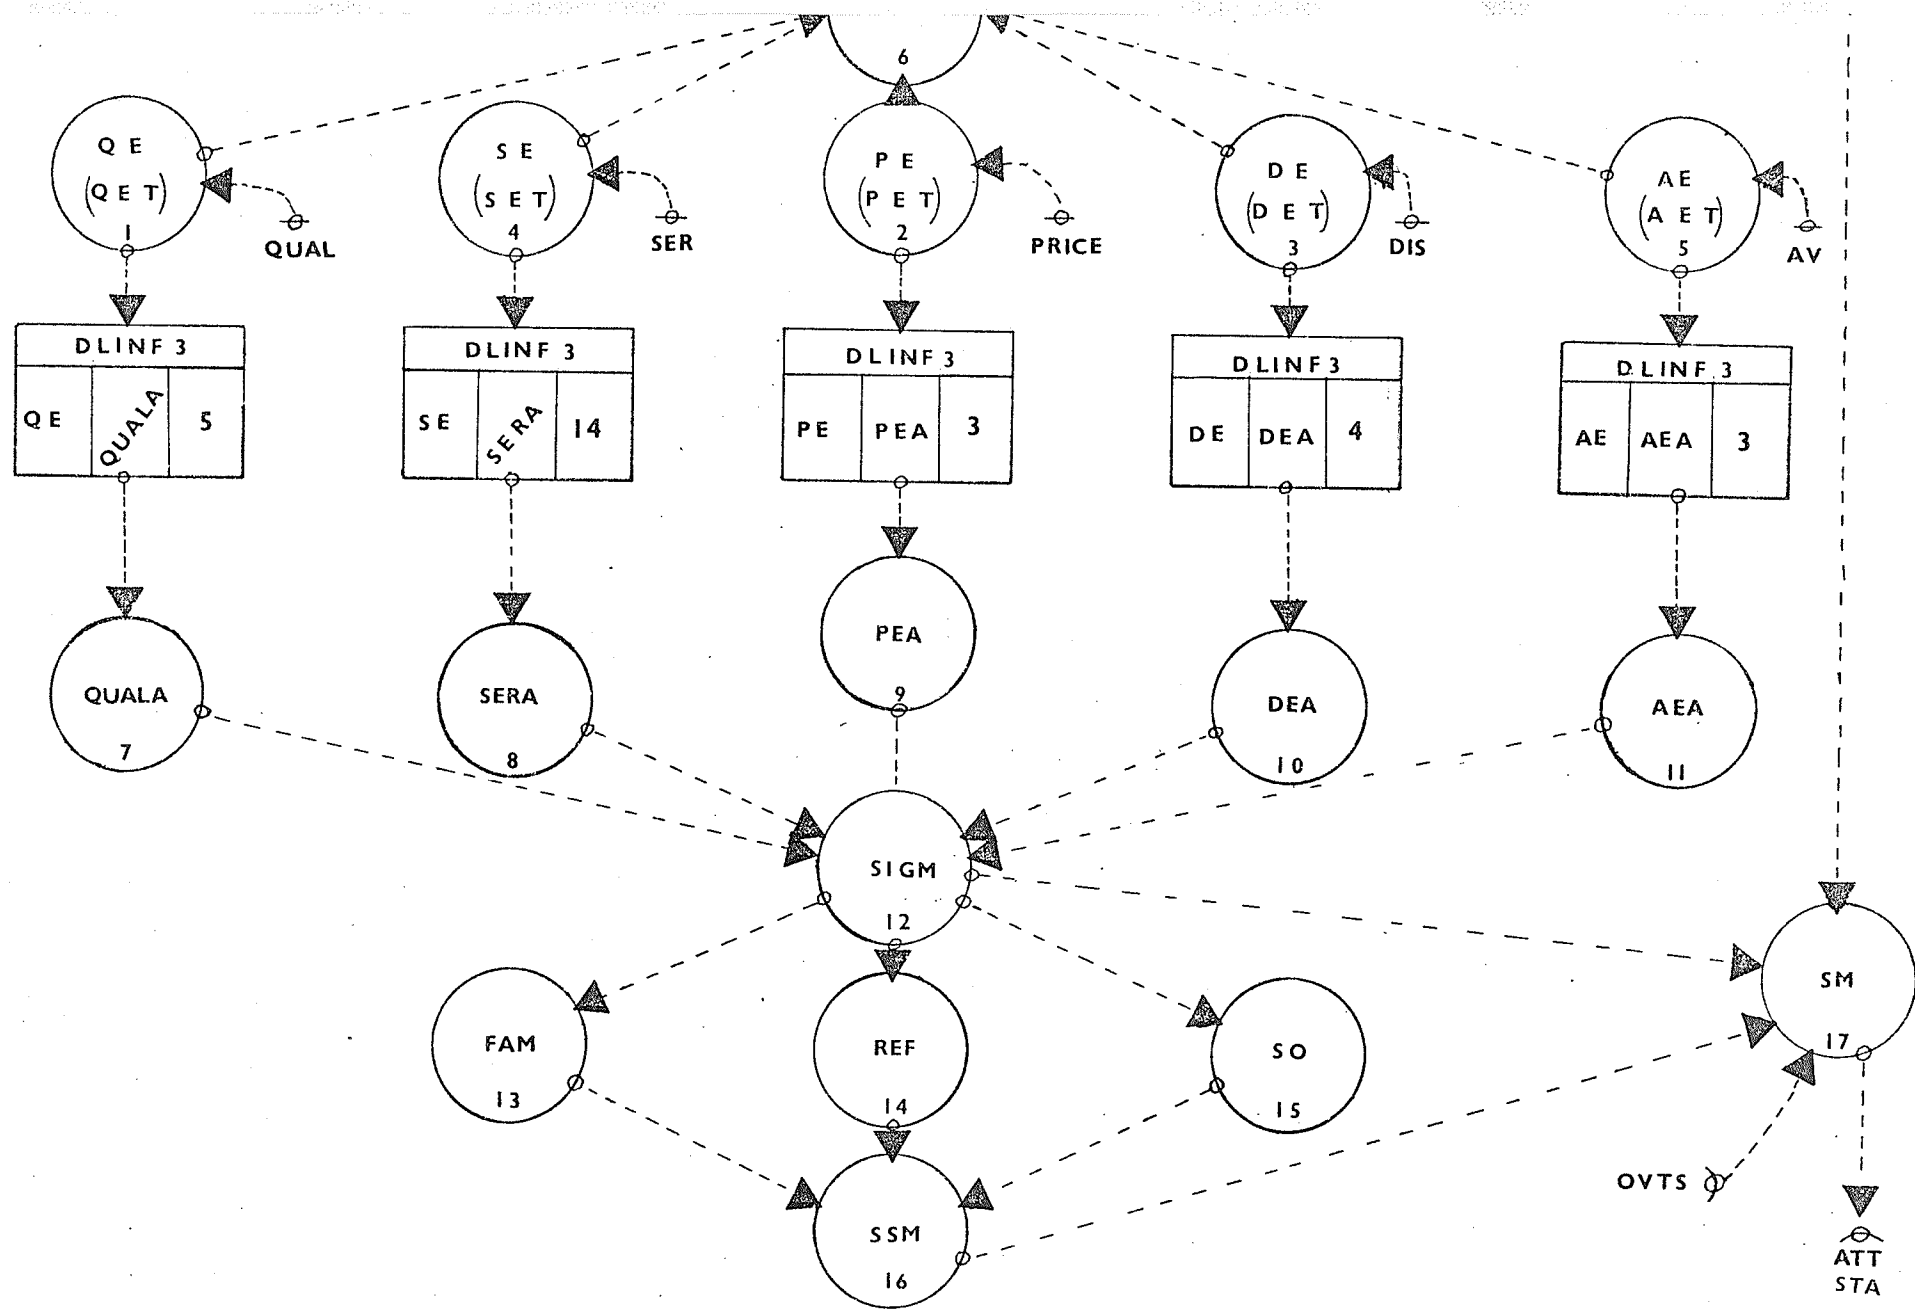 6
Q E
(Q E T)
1
QUAL
S E
(S E T)
4
SER
P E
(P E T)
2
PRICE
D E
(D E T)
3
DIS
A E
(A E T)
5
AV
DLINF 3
QE QUALA 5
DLINF 3
SE SERA 14
DLINF 3
PE PEA 3
DLINF 3
DE DEA 4
DLINF 3
AE AEA 3
QUALA
7
SERA
8
PEA
9
DEA
10
AEA
11
SIGM
12
FAM
13
REF
14
SO
15
SM
17
SSM
16
OVTS
ATT
STA